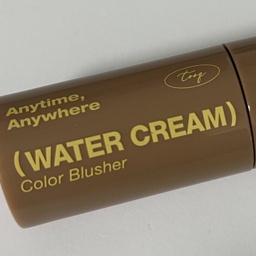 Anytime,
Anywhere
(WATER CREAM)
Color Blusher